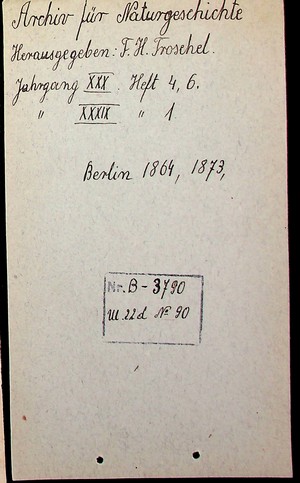 Archiv für Naturgeschichte
Herausgegeben: F. H. Troschel.
Jahrgang XXX. Heft 4, 6.
" XXXIX " 1
Berlin 1864, 1873,
Nr. B - 3790
III. 22d № 90